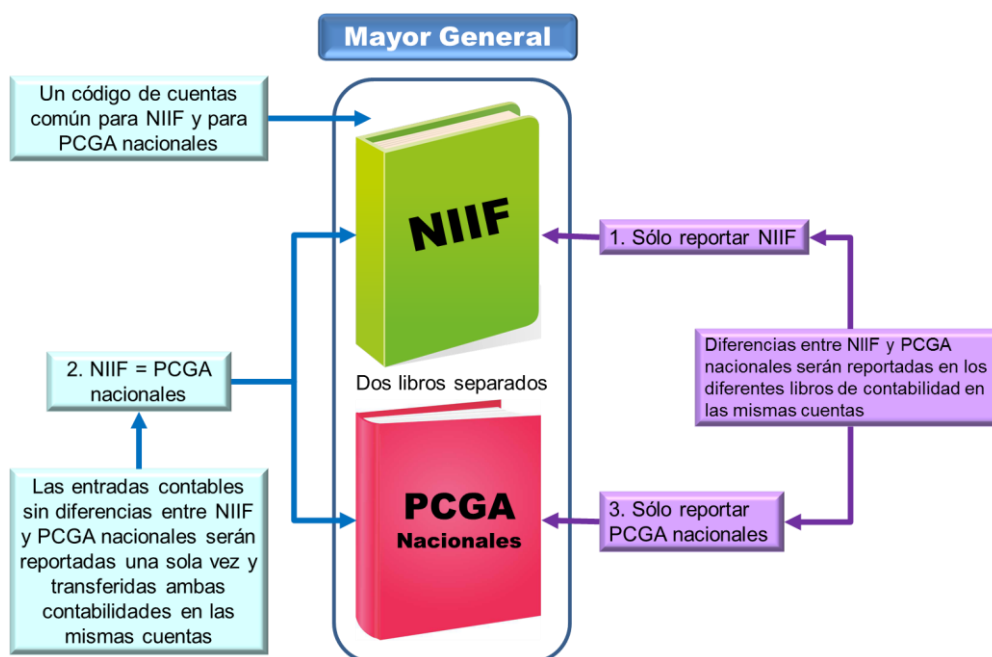 Mayor General
Un código de cuentas
común para NIIF y para
PCGA nacionales
NIIF
1. Sólo reportar NIIF
2. NIIF = PCGA
nacionales
Dos libros separados
Diferencias entre NIIF y PCGA
nacionales serán reportadas en los
diferentes libros de contabilidad en
las mismas cuentas
Las entradas contables
sin diferencias entre NIIF
y PCGA nacionales serán
reportadas una sola vez y
transferidas ambas
contabilidades en las
mismas cuentas
PCGA
Nacionales
3. Sólo reportar
PCGA nacionales